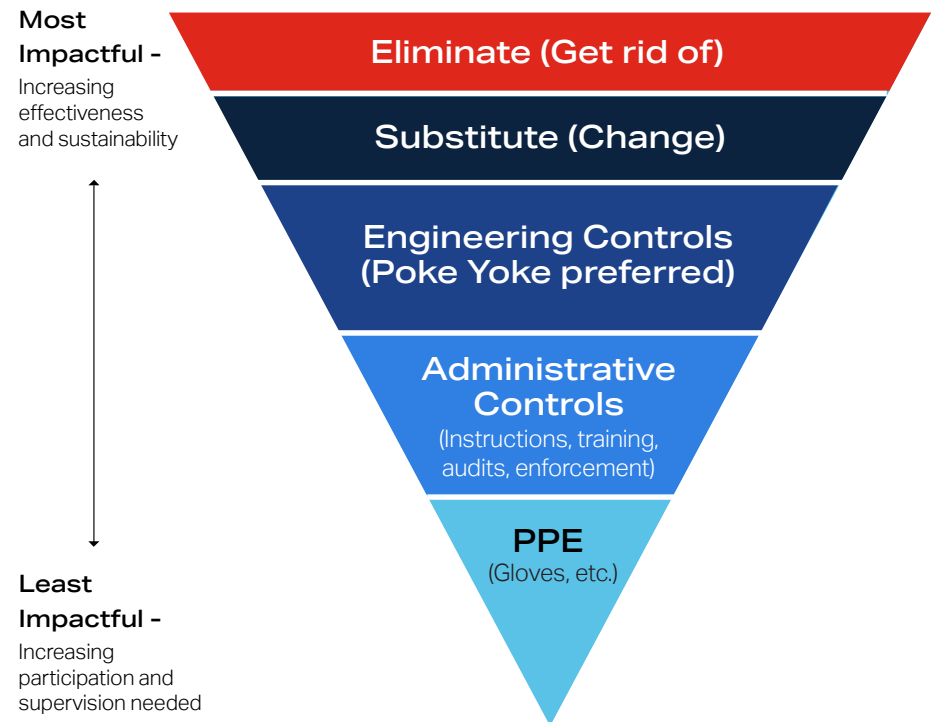 Most
Impactful -
Increasing
effectiveness
and sustainability
Eliminate (Get rid of)
Substitute (Change)
Engineering Controls
(Poke Yoke preferred)
Administrative
Controls
(Instructions, training,
audits, enforcement)
PPE
(Gloves, etc.)
Least
Impactful -
Increasing
participation and
supervision needed